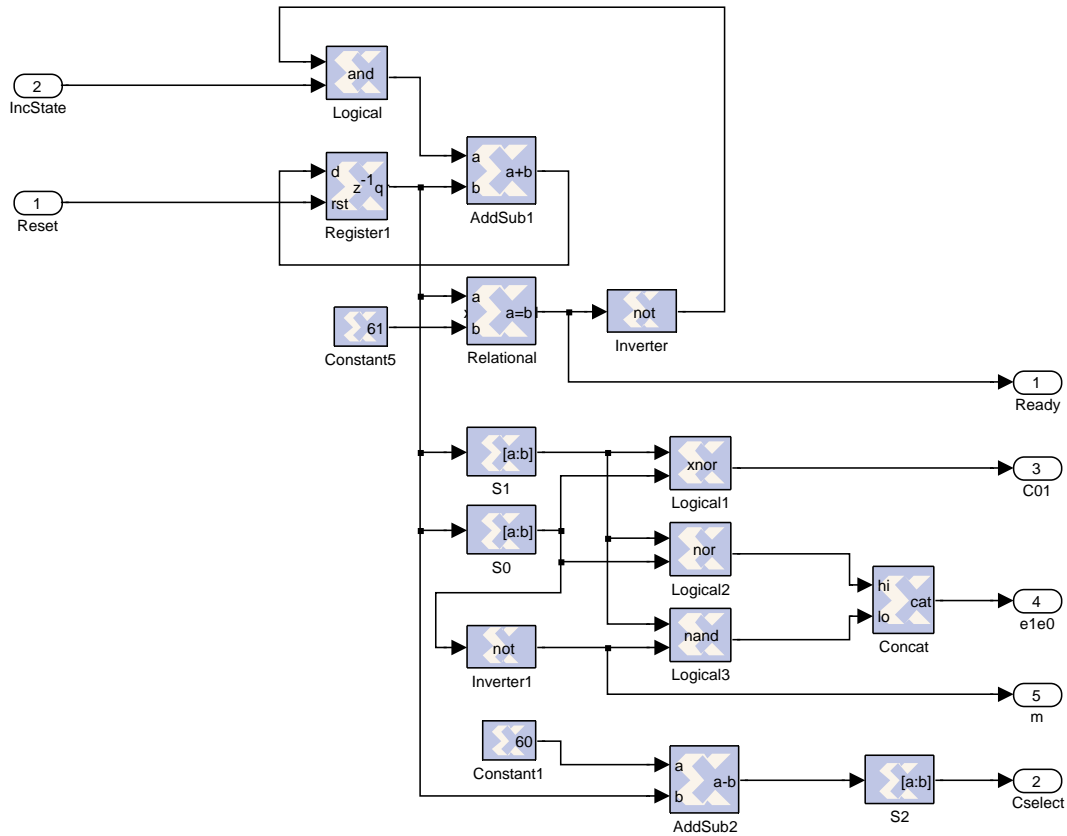 and
Logical
2
IncState
a
b
a+b
AddSub1
d
rst
z-1q
Register1
1
Reset
a
b
a=b
Relational
61
Constant5
not
Inverter
1
Ready
[a:b]
S1
xnor
Logical1
3
C01
[a:b]
S0
nor
Logical2
hi
lo
cat
Concat
4
e1e0
not
Inverter1
nand
Logical3
5
m
60
Constant1
a
b
a-b
AddSub2
[a:b]
S2
2
Cselect